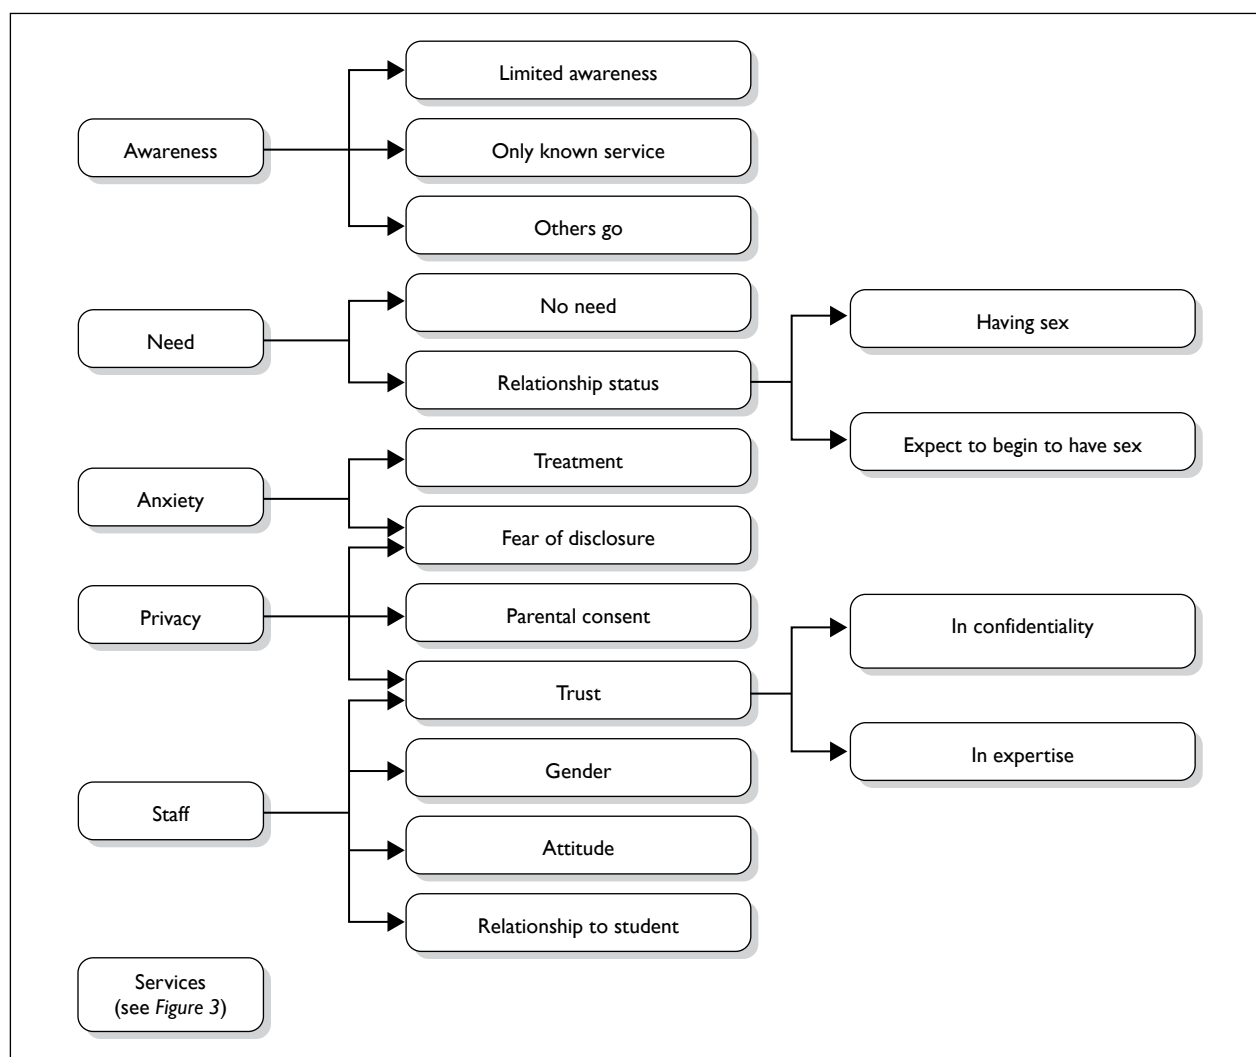 Awareness
Limited awareness
Only known service
Others go
Need
No need
Relationship status
Having sex
Expect to begin to have sex
Anxiety
Treatment
Fear of disclosure
Privacy
Parental consent
Trust
In confidentiality
In expertise
Staff
Gender
Attitude
Relationship to student
Services
(see Figure 3)